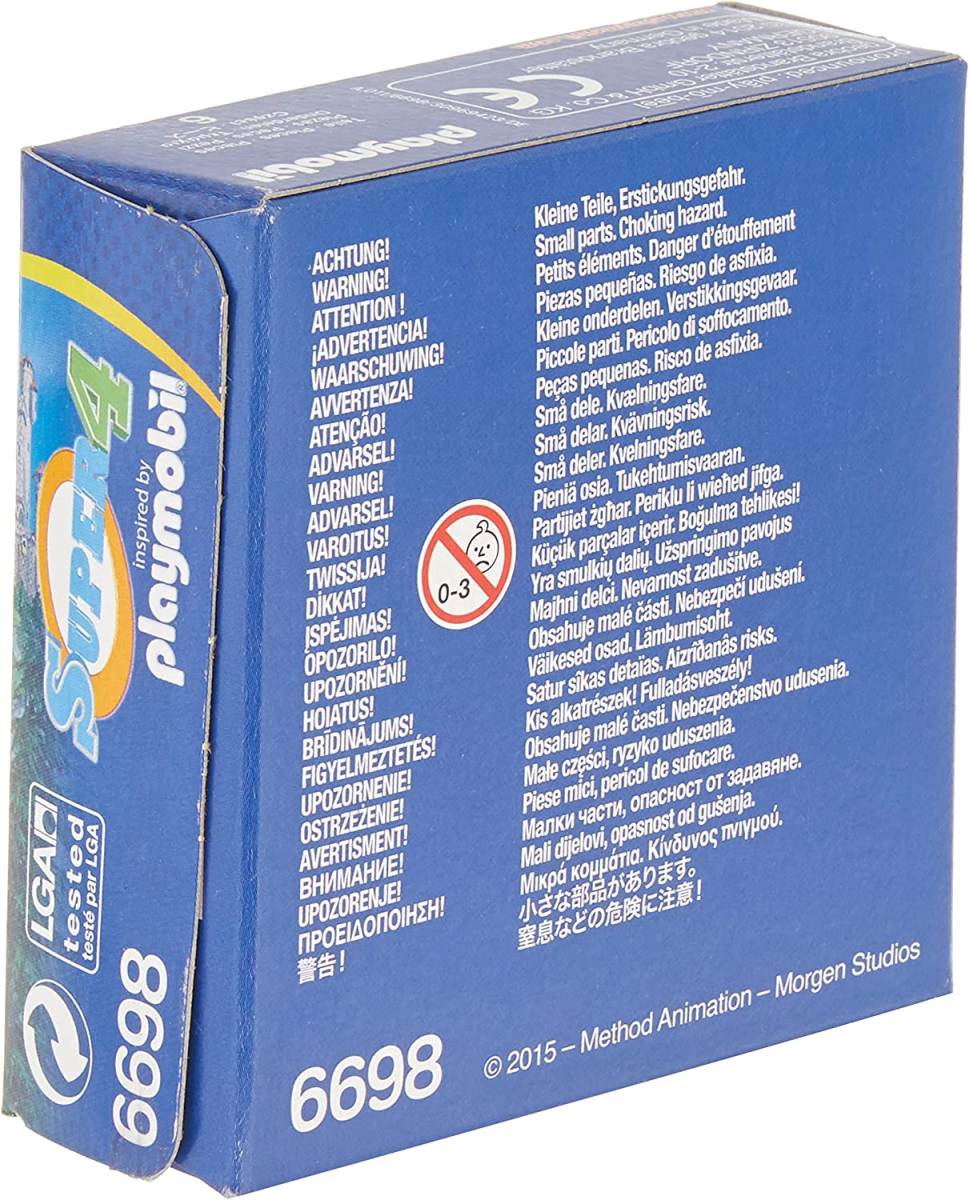 playmobil
CE
6
ACHTUNG!
WARNING!
ATTENTION !
¡ADVERTENCIA!
WAARSCHUWING!
AVVERTENZA!
ATENÇÃO!
ADVARSEL!
VARNING!
ADVARSEL!
VAROITUS!
TWISSIJA!
DİKKAT!
ĮSPĖJIMAS!
OPOZORILO!
UPOZORNĚNÍ!
HOIATUS!
BRĪDINĀJUMS!
FIGYELMEZTETÉS!
UPOZORNENIE!
OSTRZEŻENIE!
AVERTISMENT!
ВНИМАНИЕ!
UPOZORENJE!
ΠΡΟΕΙΔΟΠΟΙΗΣΗ!
警告!
0-3
Kleine Teile, Erstickungsgefahr.
Small parts. Choking hazard.
Petits éléments. Danger d'étouffement
Piezas pequeñas. Riesgo de asfixia.
Kleine onderdelen. Verstikkingsgevaar.
Piccole parti. Pericolo di soffocamento.
Peças pequenas. Risco de asfixia.
Små dele. Kvælningsfare.
Små delar. Kvävningsrisk.
Små deler. Kvelningsfare.
Pieniä osia. Tukehtumisvaaran.
Partijiet żgħar. Periklu li wieħed jifga.
Küçük parçalar içerir. Boğulma tehlikesi!
Yra smulkių dalių. Užspringimo pavojus
Majhni delci. Nevarnost zadušitve.
Obsahuje malé části. Nebezpečí udušení.
Väikesed osad. Lämbumisoht.
Satur sīkas detaļas. Aizrīšanās risks.
Kis alkatrészek! Fulladásveszély!
Obsahuje malé časti. Nebezpečenstvo udusenia.
Małe części, ryzyko uduszenia.
Piese mici, pericol de sufocare.
Малки части, опасност от задавяне.
Mali dijelovi, opasnost od gušenja.
Μικρά κομμάτια. Κίνδυνος πνιγμού.
小さな部品があります。
窒息などの危険に注意!
6698
© 2015 – Method Animation – Morgen Studios
SUPER4
inspired by
playmobil®
LGA
tested
testé par LGA
6698